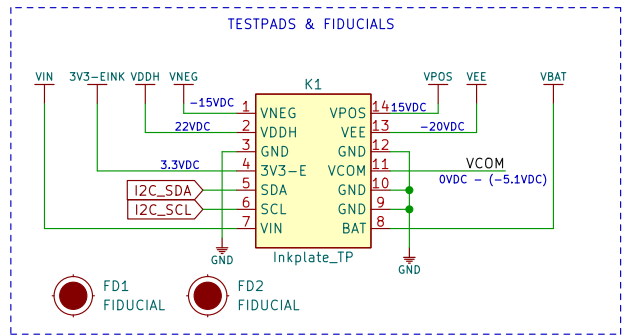 TESTPADS & FIDUCIALS
VIN 3V3-EINK VDDH VNEG K1 VPOS VEE VBAT
-15VDC 1 VNEG VPOS 14 15VDC
22VDC 2 VDDH VEE 13 -20VDC
3 GND GND 12
3.3VDC 4 3V3-E VCOM 11 VCOM
0VDC - (-5.1VDC)
I2C_SDA 5 SDA GND 10
I2C_SCL 6 SCL GND 9
7 VIN BAT 8
GND Inkplate_TP GND
FD1 FD2
FIDUCIAL FIDUCIAL